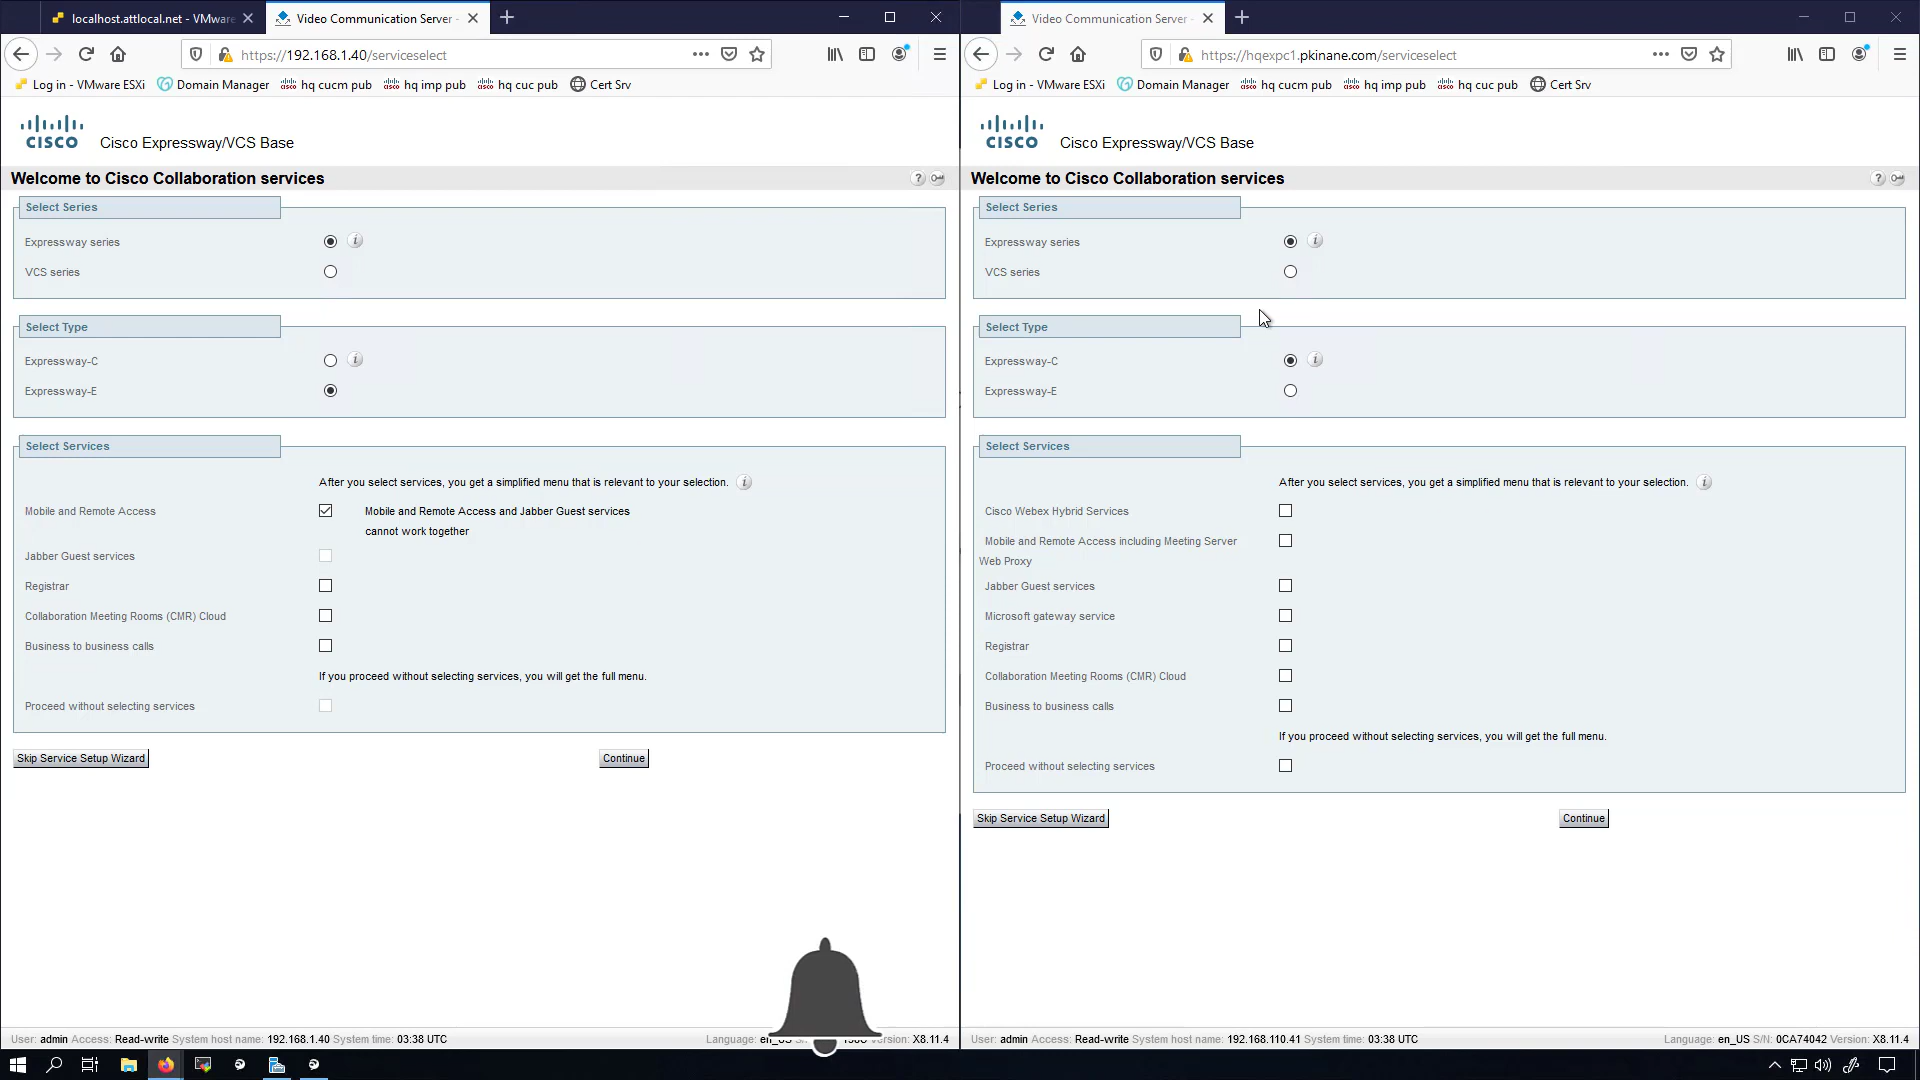 localhost.attlocal.net - VMware
Video Communication Server -
https://192.168.1.40/serviceselect
Log in - VMware ESXi
Domain Manager
hq cucm pub
hq imp pub
hq cuc pub
Cert Srv
CISCO
Cisco Expressway/VCS Base
Welcome to Cisco Collaboration services
Select Series
Expressway series
VCS series
Select Type
Expressway-C
Expressway-E
Select Services
After you select services, you get a simplified menu that is relevant to your selection.
Mobile and Remote Access
Mobile and Remote Access and Jabber Guest services
cannot work together
Jabber Guest services
Registrar
Collaboration Meeting Rooms (CMR) Cloud
Business to business calls
If you proceed without selecting services, you will get the full menu.
Proceed without selecting services
Skip Service Setup Wizard
Continue
User: admin Access: Read-write System host name: 192.168.1.40 System time: 03:38 UTC
Language: X8.11.4
Video Communication Server -
https://hqexpc1.pkinane.com/serviceselect
Log in - VMware ESXi
Domain Manager
hq cucm pub
hq imp pub
hq cuc pub
Cert Srv
CISCO
Cisco Expressway/VCS Base
Welcome to Cisco Collaboration services
Select Series
Expressway series
VCS series
Select Type
Expressway-C
Expressway-E
Select Services
After you select services, you get a simplified menu that is relevant to your selection.
Cisco Webex Hybrid Services
Mobile and Remote Access including Meeting Server
Web Proxy
Jabber Guest services
Microsoft gateway service
Registrar
Collaboration Meeting Rooms (CMR) Cloud
Business to business calls
If you proceed without selecting services, you will get the full menu.
Proceed without selecting services
Skip Service Setup Wizard
Continue
User: admin Access: Read-write System host name: 192.168.110.41 System time: 03:38 UTC
Language: en_US S/N: 0CA74042 Version: X8.11.4